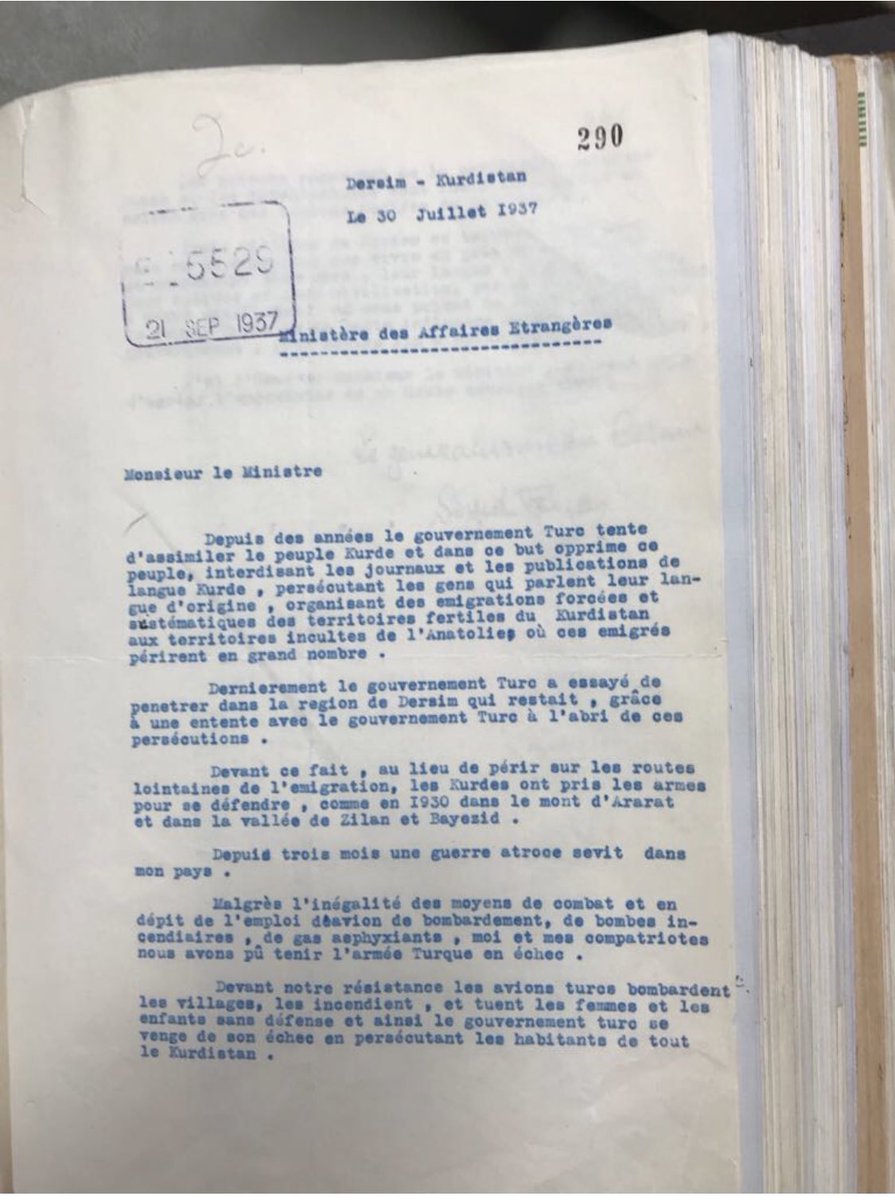 2c.
290
Dersim - Kurdistan
Le 30 Juillet I937
5529
21 SEP 1937
Ministère des Affaires Etrangères
Monsieur le Ministre
Depuis des années le gouvernement Turc tente
d'assimiler le peuple Kurde et dans ce but opprime ce
peuple, interdisant les journaux et les publications de
langue Kurde , persécutant les gens qui parlent leur lan-
gue d'origine , organisant des emigrations forcées et
sustématiques des territoires fertiles du Kurdistan
aux territoires incultes de l'Anatolie, où ces emigrés
périrent en grand nombre .
Dernierement le gouvernement Turc a essayé de
penetrer dans la region de Dersim qui restait , grâce
à une entente avec le gouvernement Turc à l'abri de ces
persécutions .
Devant ce fait , au lieu de périr sur les routes
lointaines de l'emigration, les Kurdes ont pris les armes
pour se défendre , comme en I930 dans le mont d'Ararat
et dans la vallée de Zilan et Bayezid .
Depuis trois mois une guerre atroce sevit dans
mon pays .
Malgrès l'inégalité des moyens de combat et en
dépit de l'emploi d'avion de bombardement, de bombes in-
cendiaires , de gas asphyxiants , moi et mes compatriotes
nous avons pû tenir l'armée Turque en échec .
Devant notre résistance les avions turcs bombardent
les villages, les incendient , et tuent les femmes et les
enfants sans défense et ainsi le gouvernement turc se
venge de son échec en persécutant les habitants de tout
le Kurdistan .